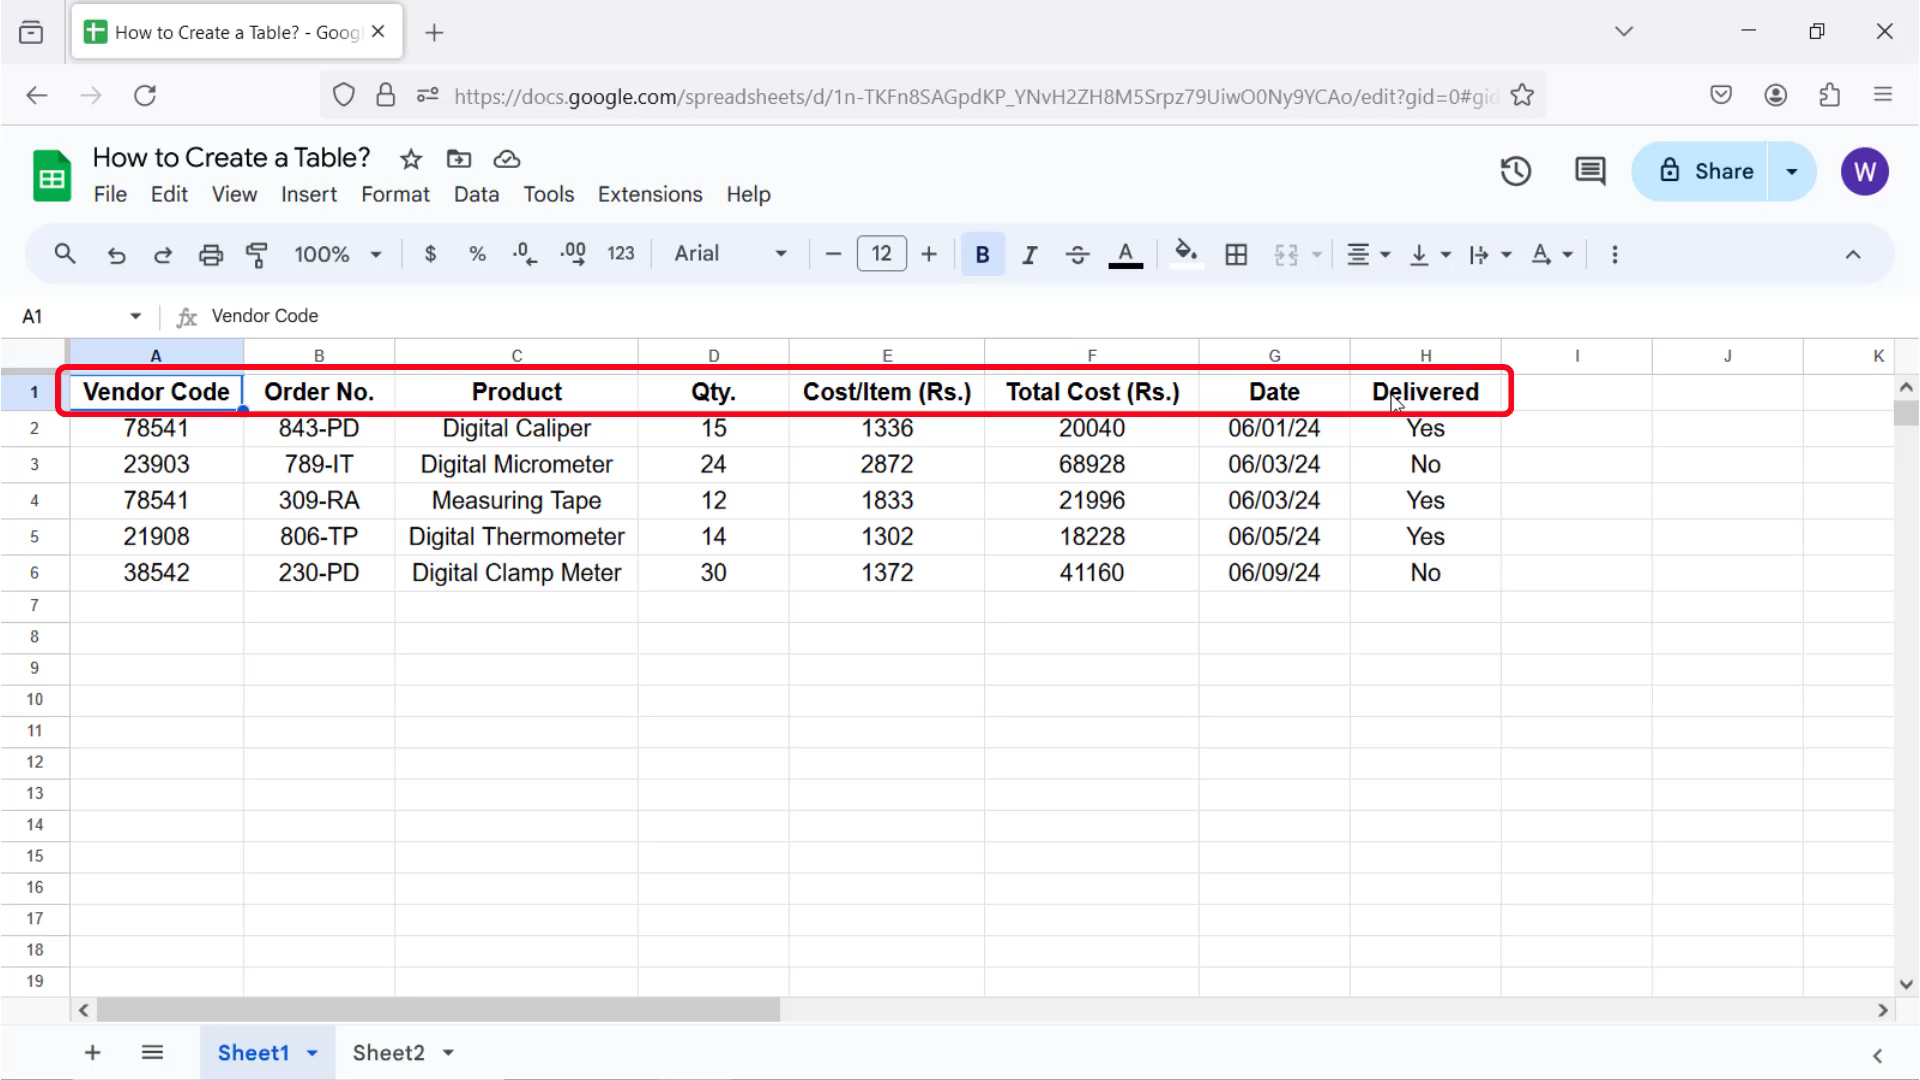 How to Create a Table? - Goog
https://docs.google.com/spreadsheets/d/1n-TKFn8SAGpdKP_YNvH2ZH8M5Srpz79UiwO0Ny9YCAo/edit?gid=0#gid
How to Create a Table?
File Edit View Insert Format Data Tools Extensions Help
Share
W
100% $ % .0 .00 123 Arial 12 B I S A A
A1 fx Vendor Code
A B C D E F G H I J K
1 Vendor Code Order No. Product Qty. Cost/Item (Rs.) Total Cost (Rs.) Date Delivered
2 78541 843-PD Digital Caliper 15 1336 20040 06/01/24 Yes
3 23903 789-IT Digital Micrometer 24 2872 68928 06/03/24 No
4 78541 309-RA Measuring Tape 12 1833 21996 06/03/24 Yes
5 21908 806-TP Digital Thermometer 14 1302 18228 06/05/24 Yes
6 38542 230-PD Digital Clamp Meter 30 1372 41160 06/09/24 No
7
8
9
10
11
12
13
14
15
16
17
18
19
Sheet1 Sheet2